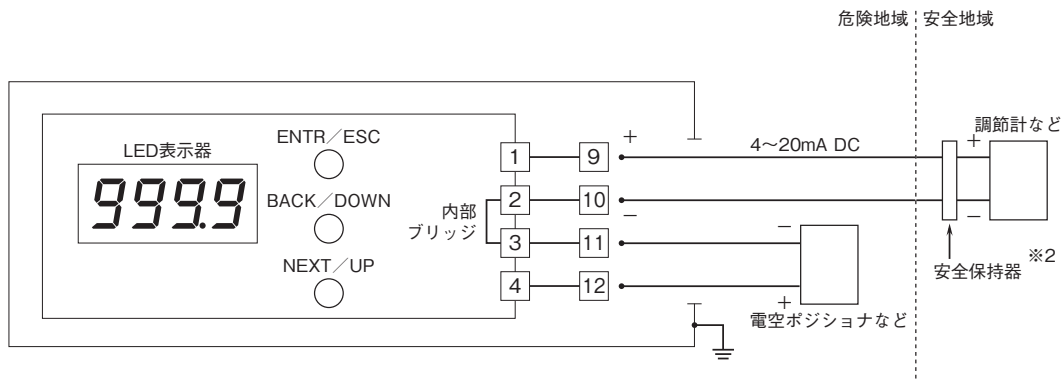 危険地域
安全地域
ENTR／ESC
LED表示器
999.9
BACK／DOWN
NEXT／UP
内部
ブリッジ
1
2
3
4
9
10
11
12
+
−
4～20mA DC
−
+
電空ポジショナなど
調節計など
+
−
安全保持器
※2